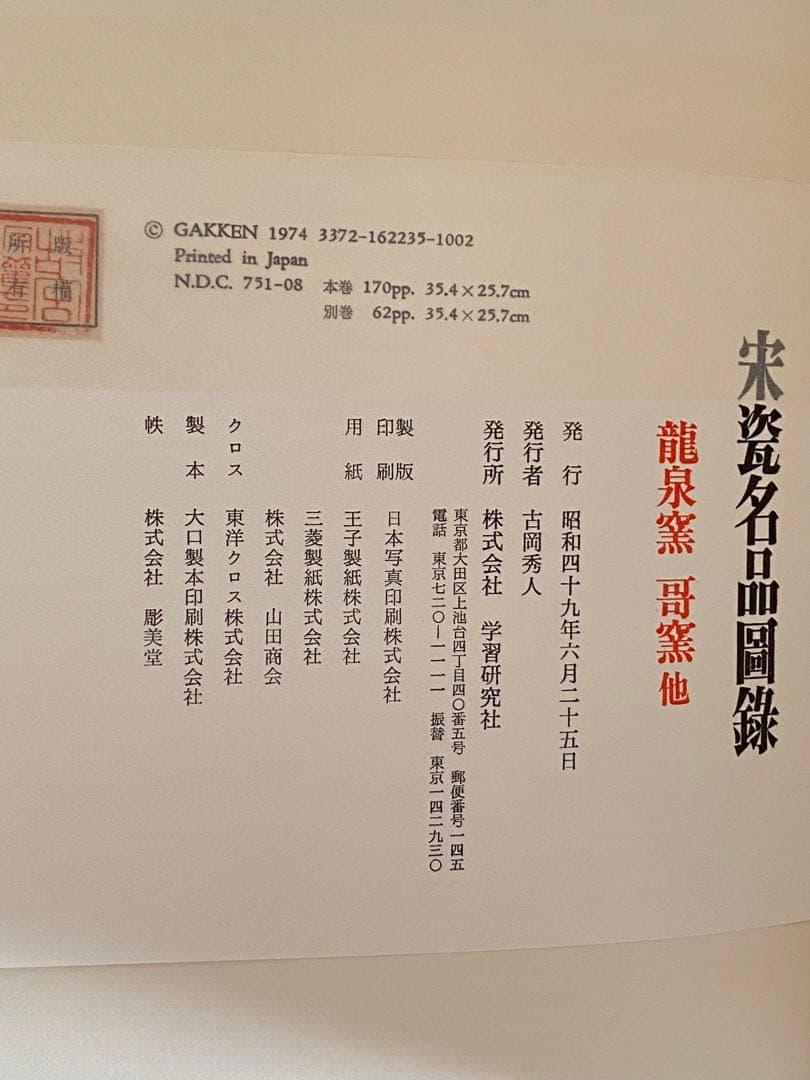 宋瓷名品圖錄
龍泉窯 哥窯 他
発行 昭和四十九年六月二十五日
発行者 古岡秀人
発行所 株式会社 学習研究社
東京都大田区上池台四丁目四〇番五号 郵便番号一四五
電話 東京七二〇ー一一一一 振替 東京一四二九三〇
製版
印刷 日本写真印刷株式会社
用紙 王子製紙株式会社
三菱製紙株式会社
株式会社 山田商会
クロス 東洋クロス株式会社
製本 大口製本印刷株式会社
帙 株式会社 彫美堂
© GAKKEN 1974 3372-162235-1002
Printed in Japan
N.D.C. 751-08 本巻 170pp. 35.4×25.7cm
別巻 62pp. 35.4×25.7cm
版權
所有